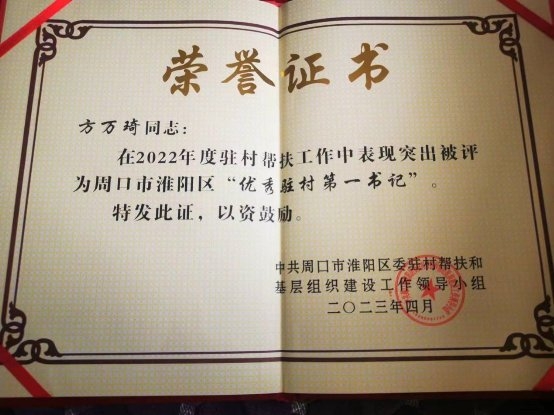 荣誉证书
方万琦同志：
在2022年度驻村帮扶工作中表现突出被评
为周口市淮阳区“优秀驻村第一书记”。
特发此证，以资鼓励。
中共周口市淮阳区委驻村帮扶和
基层组织建设工作领导小组
二〇二三年四月